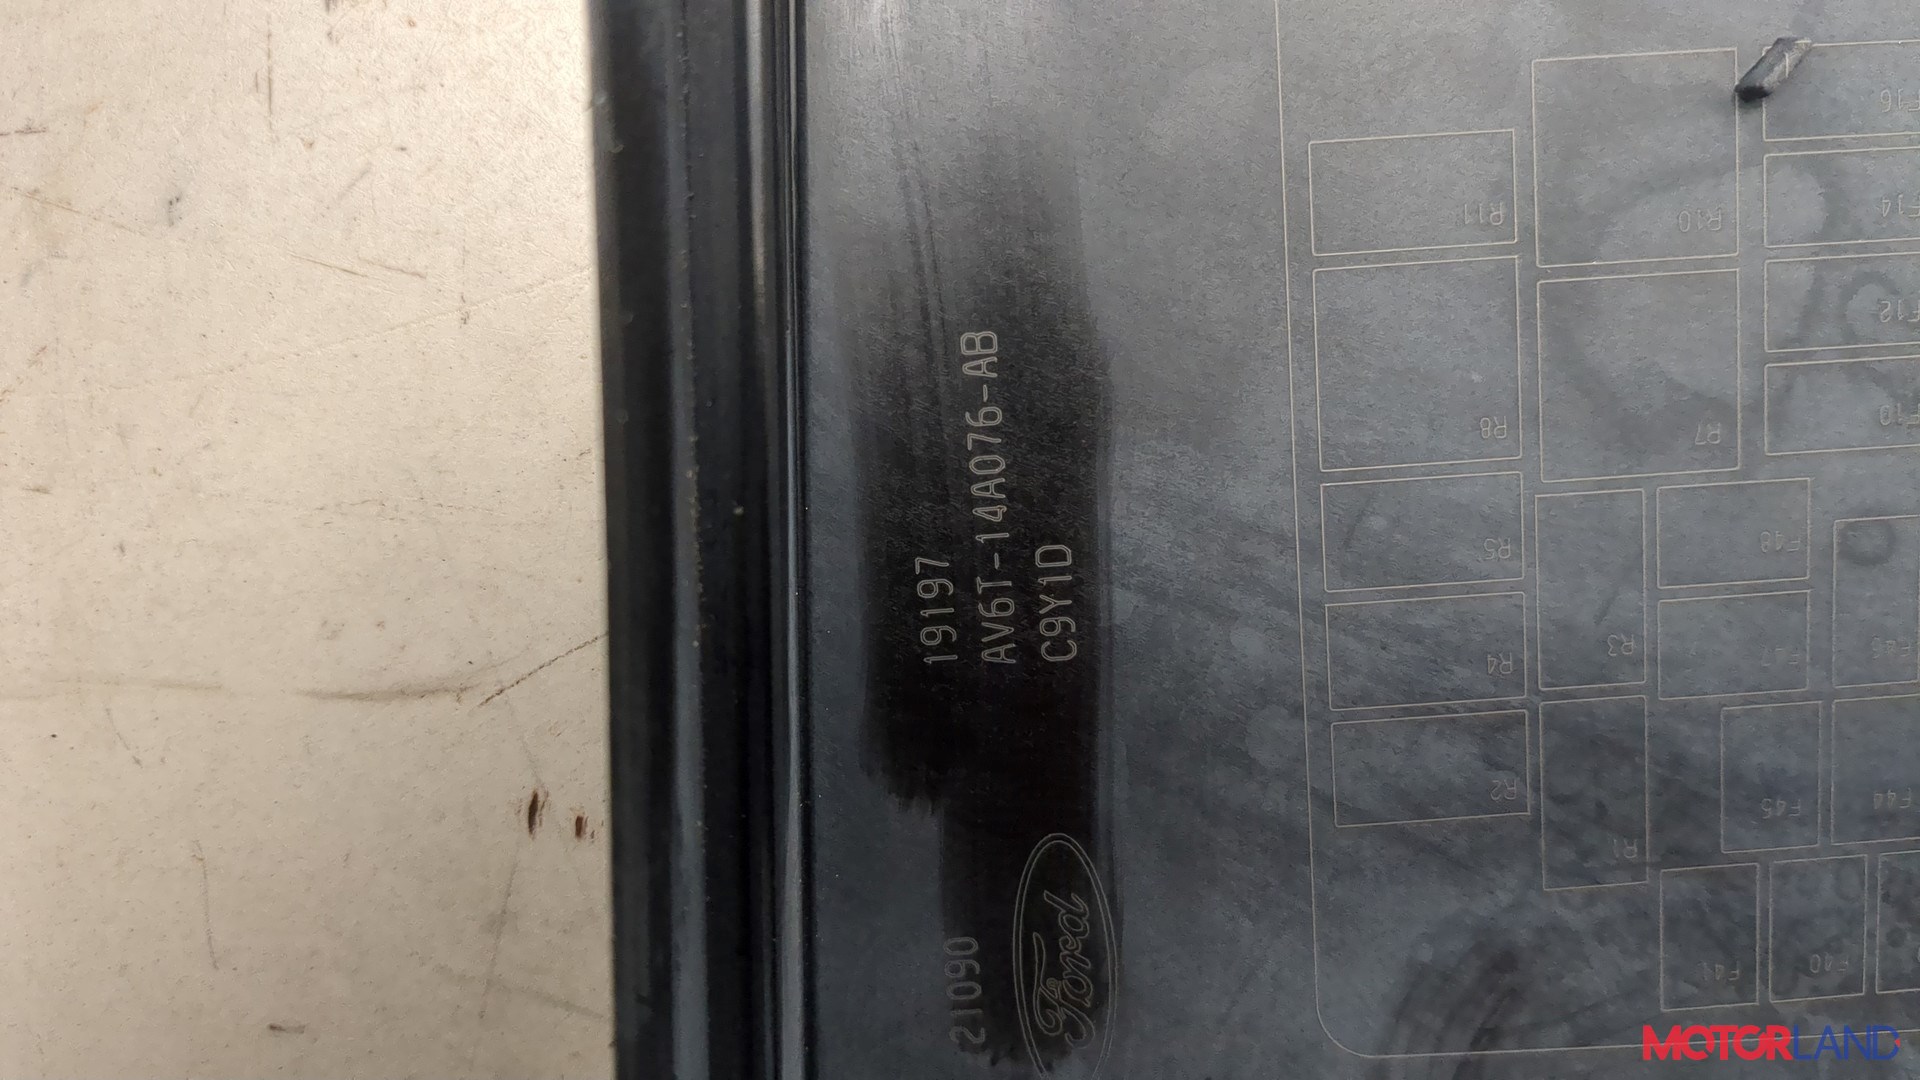 19197
AV6T-14A076-AB
C9Y1D
21090
Ford
F16
R11
R10
F14
F12
R8
R7
F10
R5
F48
R4
R3
F47
R2
F45
F44
R1
F41
F40
MOTORLAND